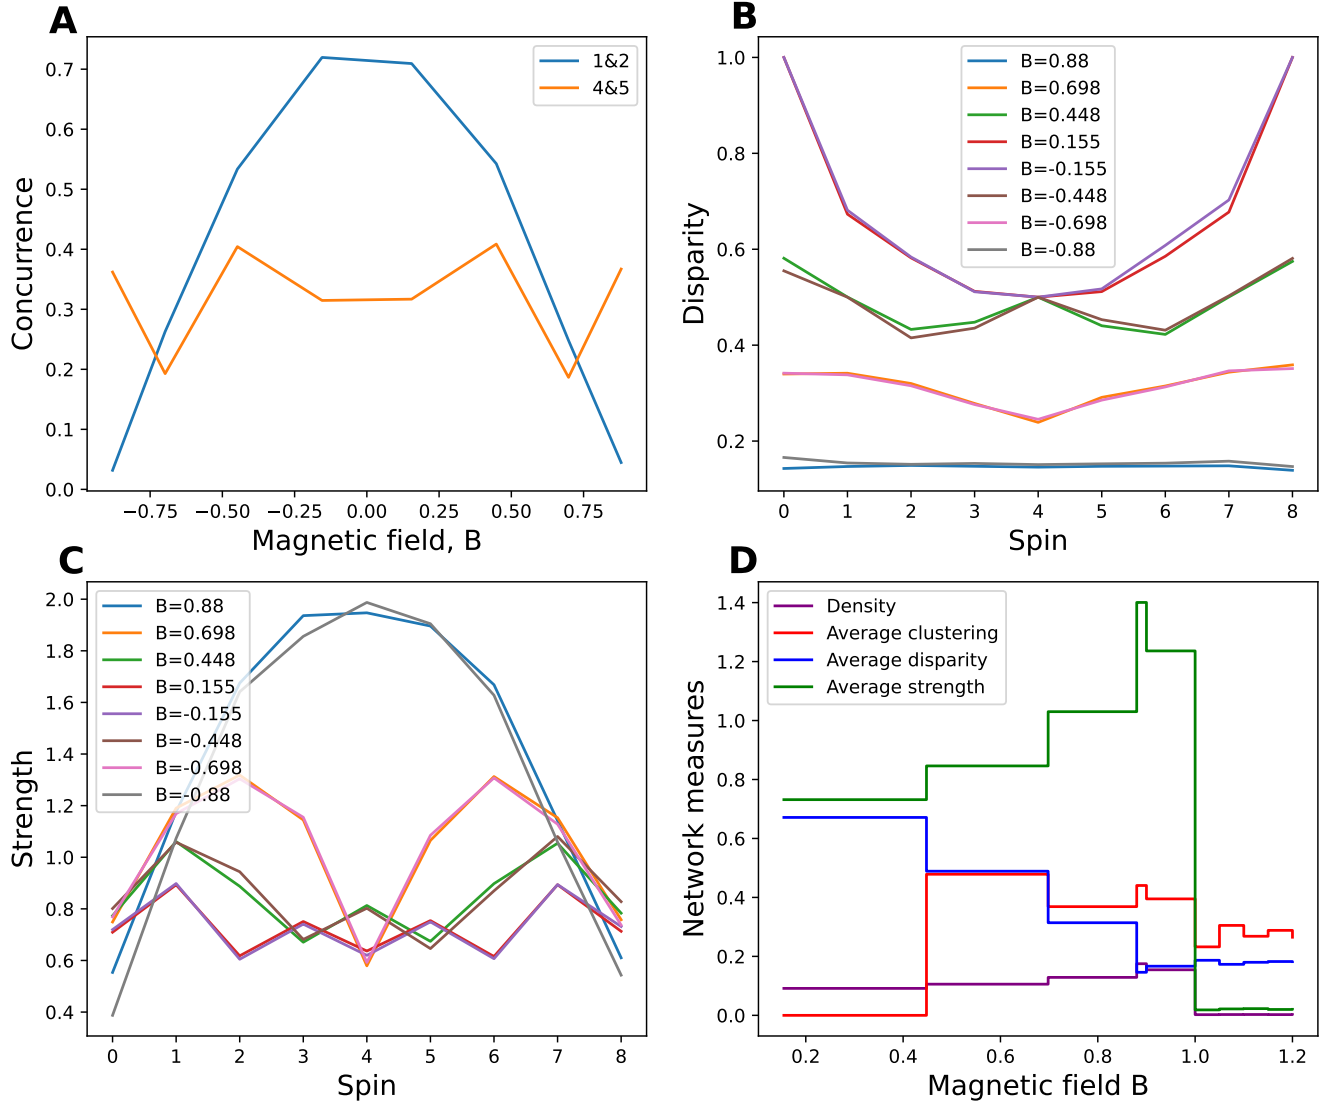 A
0.7
0.6
0.5
0.4
0.3
0.2
0.1
0.0
Concurrence
1&2
4&5
−0.75 −0.50 −0.25 0.00 0.25 0.50 0.75
Magnetic field, B
B
1.0
0.8
0.6
0.4
0.2
Disparity
B=0.88
B=0.698
B=0.448
B=0.155
B=-0.155
B=-0.448
B=-0.698
B=-0.88
0 1 2 3 4 5 6 7 8
Spin
C
2.0
1.8
1.6
1.4
1.2
1.0
0.8
0.6
0.4
Strength
B=0.88
B=0.698
B=0.448
B=0.155
B=-0.155
B=-0.448
B=-0.698
B=-0.88
0 1 2 3 4 5 6 7 8
Spin
D
1.4
1.2
1.0
0.8
0.6
0.4
0.2
0.0
Network measures
Density
Average clustering
Average disparity
Average strength
0.2 0.4 0.6 0.8 1.0 1.2
Magnetic field B